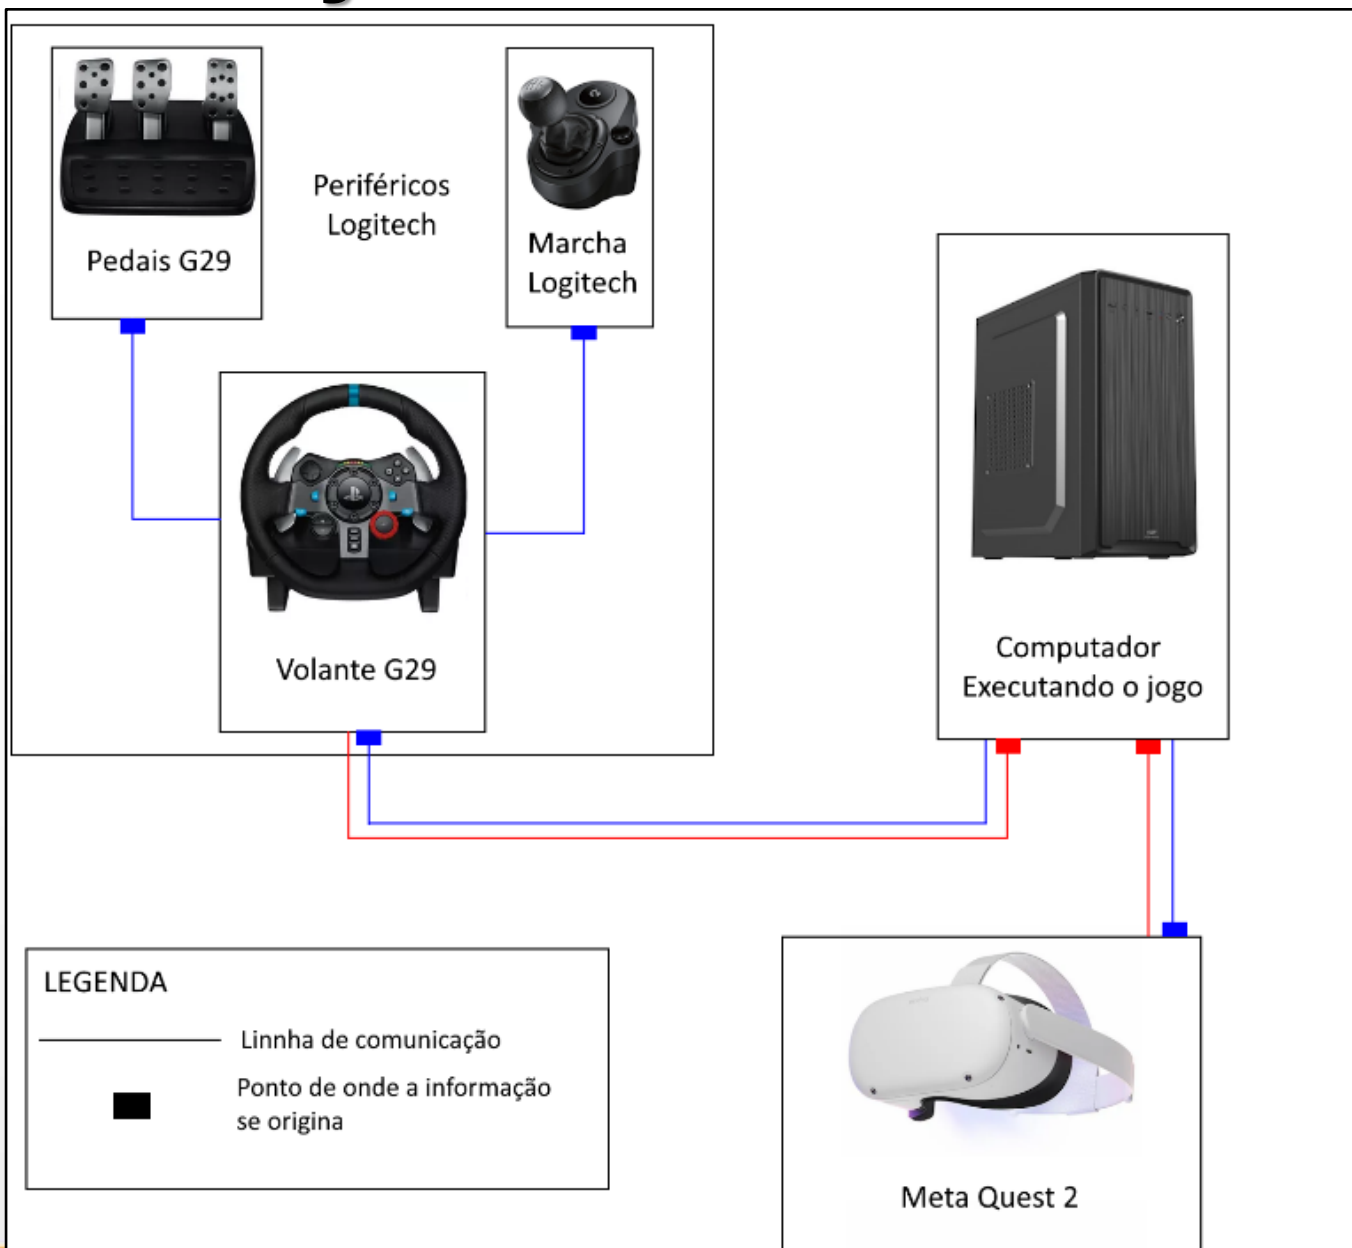 Pedais G29
Periféricos
Logitech
Marcha
Logitech
Volante G29
Computador
Executando o jogo
LEGENDA
Linnha de comunicação
Ponto de onde a informação
se origina
Meta Quest 2